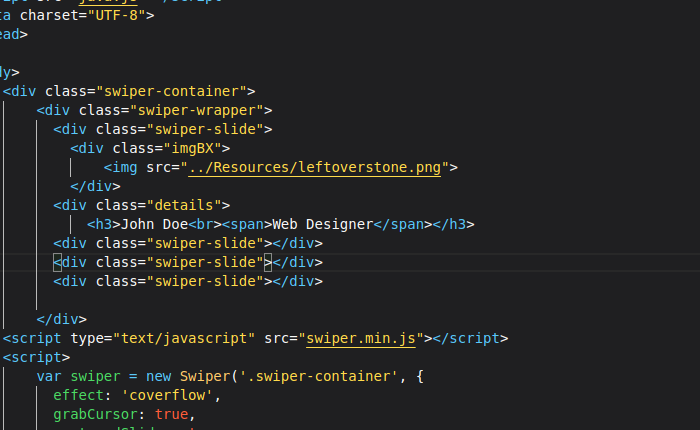 ta charset="UTF-8">
ead>
dy>
<div class="swiper-container">
<div class="swiper-wrapper">
<div class="swiper-slide">
<div class="imgBX">
<img src="../Resources/leftoverstone.png">
</div>
<div class="details">
<h3>John Doe<br><span>Web Designer</span></h3>
<div class="swiper-slide"></div>
<div class="swiper-slide"></div>
<div class="swiper-slide"></div>
</div>
<script type="text/javascript" src="swiper.min.js"></script>
<script>
var swiper = new Swiper('.swiper-container', {
effect: 'coverflow',
grabCursor: true,